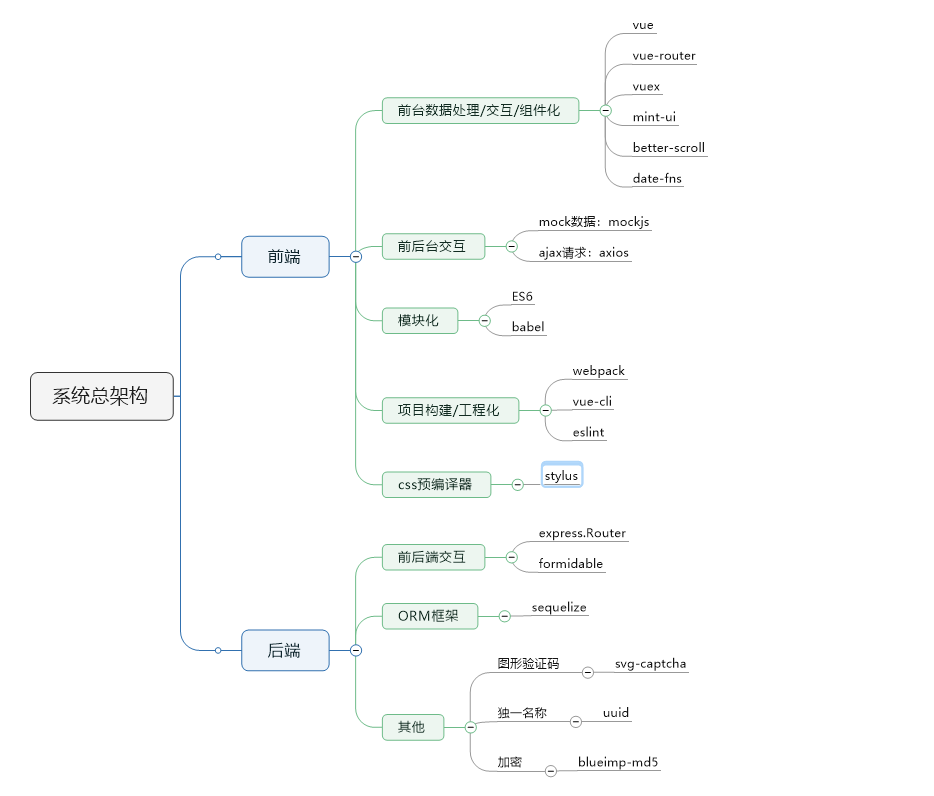 系统总架构
前端
前台数据处理/交互/组件化
vue
vue-router
vuex
mint-ui
better-scroll
date-fns
前后台交互
mock数据：mockjs
ajax请求：axios
模块化
ES6
babel
项目构建/工程化
webpack
vue-cli
eslint
css预编译器
stylus
后端
前后端交互
express.Router
formidable
ORM框架
sequelize
其他
图形验证码
svg-captcha
独一名称
uuid
加密
blueimp-md5